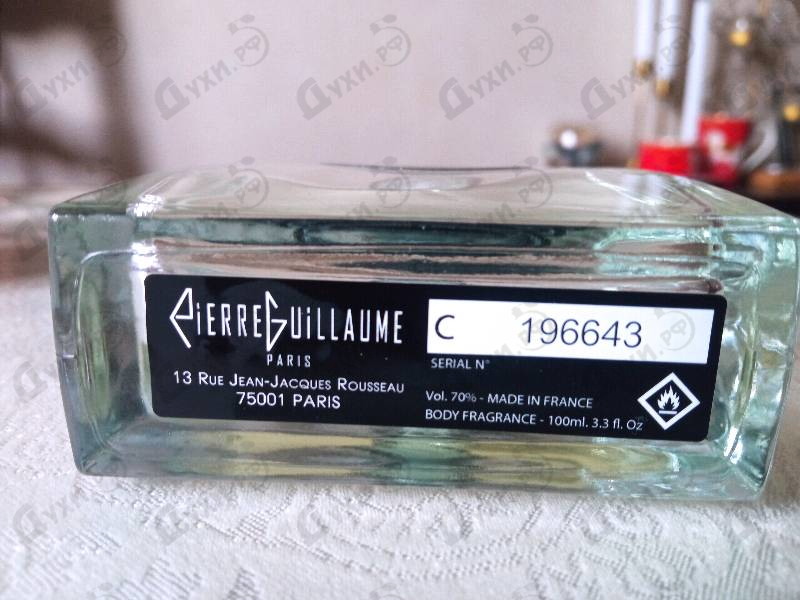 PiERREGUiLLAUME
PARIS
13 RUE JEAN-JACQUES ROUSSEAU
75001 PARIS
C 196643
SERIAL N°
Vol. 70% - MADE IN FRANCE
BODY FRAGRANCE - 100ml. 3.3 fl. Oz
Духи.рф